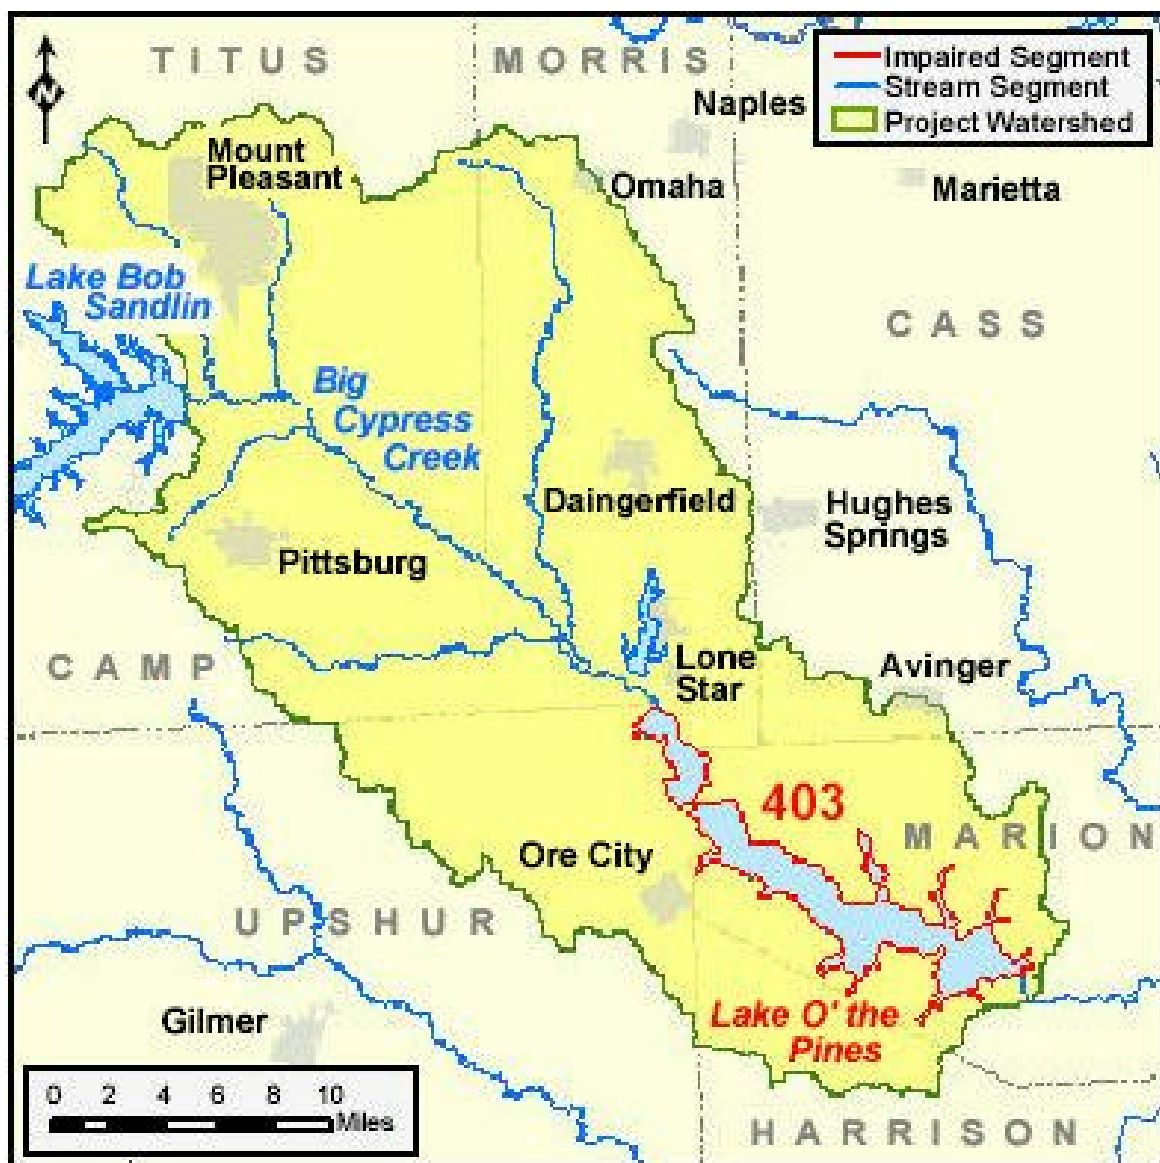 TITUS
MORRIS
Impaired Segment
Stream Segment
Project Watershed
N
Naples
Mount
Pleasant
Omaha
Marietta
Lake Bob
Sandlin
CASS
Big
Cypress
Creek
Daingerfield
Hughes
Springs
Pittsburg
CAMP
Lone
Star
Avinger
403
MARION
Ore City
UPSHUR
Gilmer
Lake O' the
Pines
0 2 4 6 8 10
Miles
HARRISON